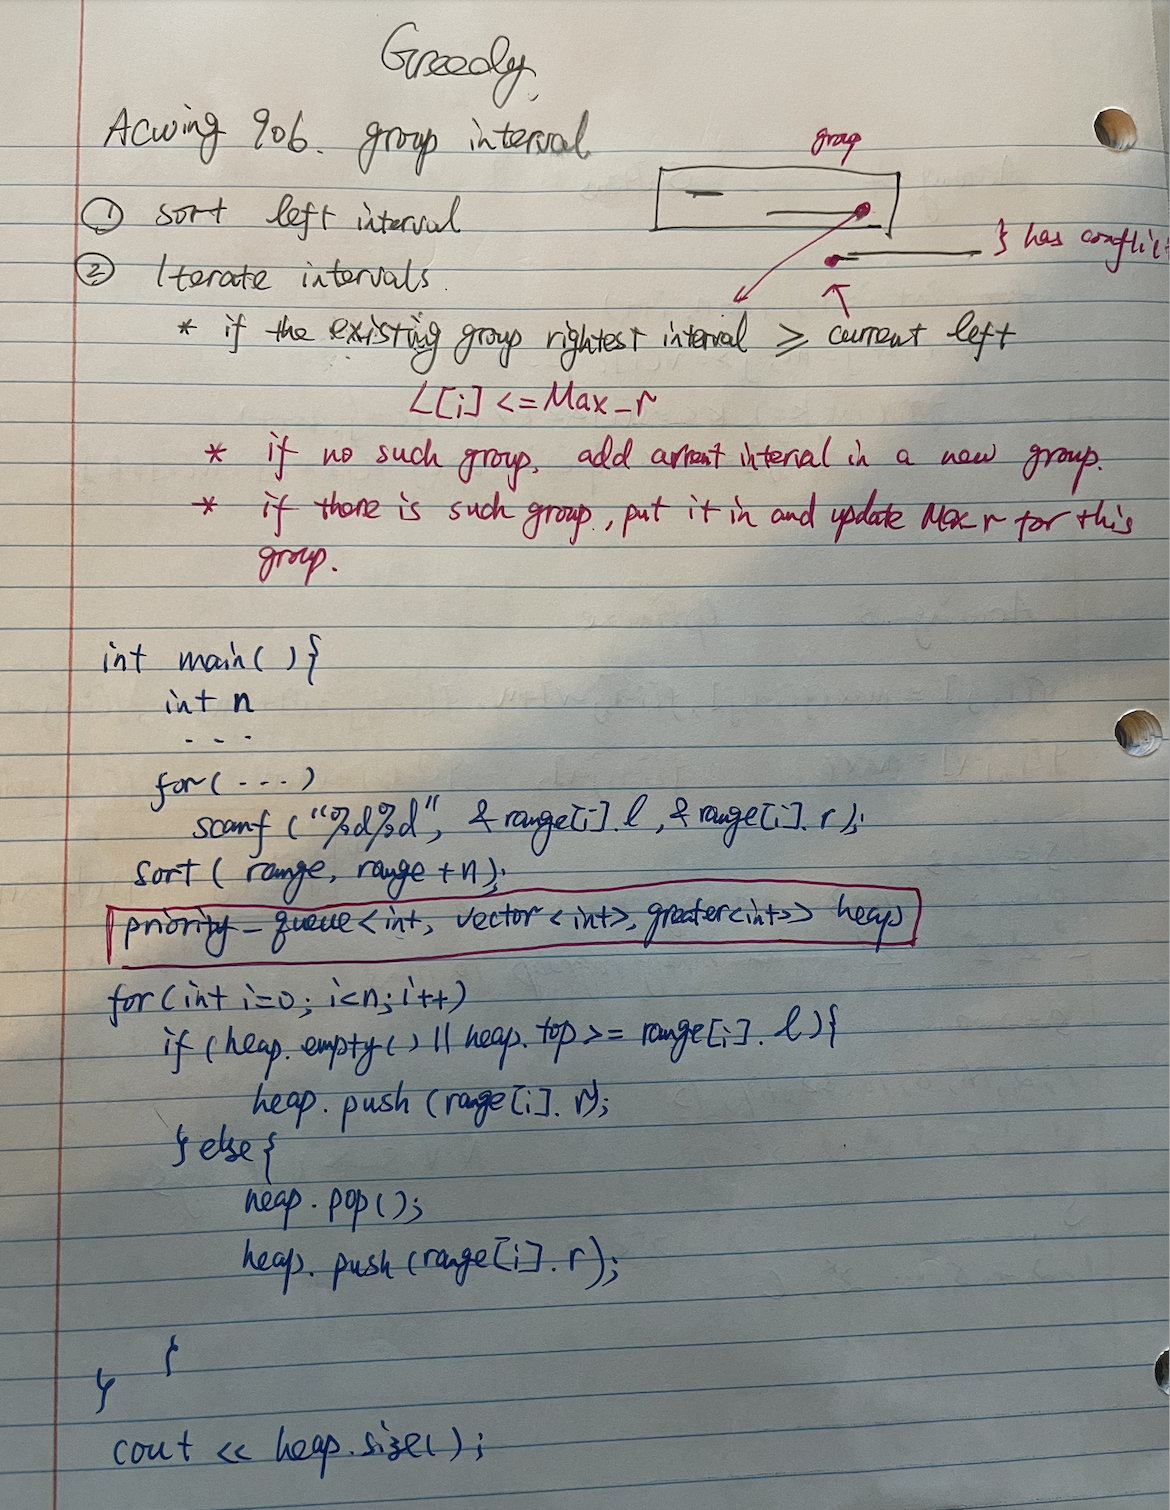 Greedy
Acwing 906. group interval
group
① sort left interval
} has conflict
② Iterate intervals.
* if the existing group rightest interval ≥ current left
L[i] <= Max_r
* if no such group, add current interval in a new group.
* if there is such group, put it in and update Max r for this
group.
int main(){
int n
...
for(...)
scanf("%d%d", &range[i].l, &range[i].r);
sort(range, range+n);
priority_queue<int, vector<int>, greater<int>> heap
for(int i=0; i<n; i++)
if (heap.empty() || heap.top >= range[i].l){
heap.push(range[i].r);
} else {
heap.pop();
heap.push(range[i].r);
}
}
cout << heap.size();